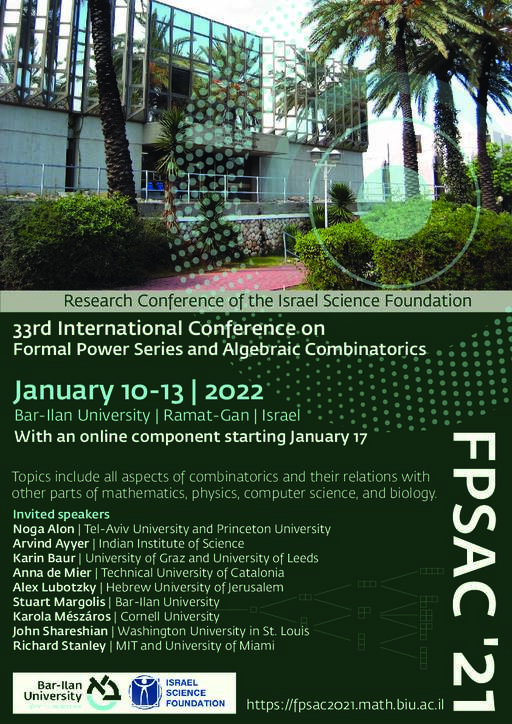 Research Conference of the Israel Science Foundation
33rd International Conference on
Formal Power Series and Algebraic Combinatorics
January 10-13 | 2022
Bar-Ilan University | Ramat-Gan | Israel
With an online component starting January 17
FPSAC '21
Topics include all aspects of combinatorics and their relations with
other parts of mathematics, physics, computer science, and biology.
Invited speakers
Noga Alon | Tel-Aviv University and Princeton University
Arvind Ayyer | Indian Institute of Science
Karin Baur | University of Graz and University of Leeds
Anna de Mier | Technical University of Catalonia
Alex Lubotzky | Hebrew University of Jerusalem
Stuart Margolis | Bar-Ilan University
Karola Mészáros | Cornell University
John Shareshian | Washington University in St. Louis
Richard Stanley | MIT and University of Miami
Bar-Ilan
University
ISRAEL
SCIENCE
FOUNDATION
https://fpsac2021.math.biu.ac.il